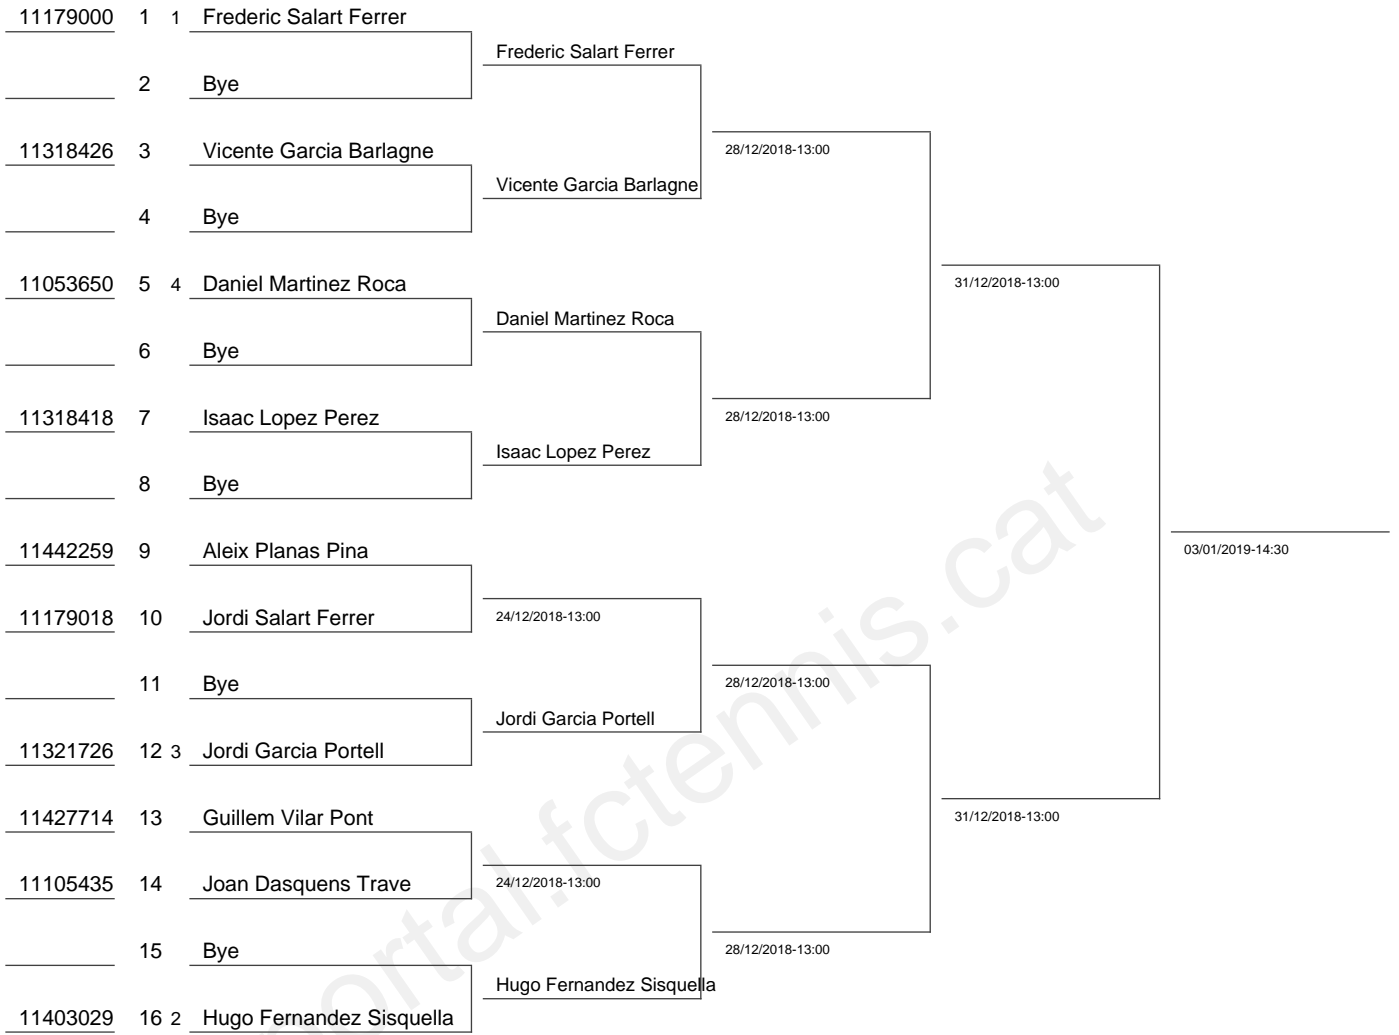 11179000 1 1 Frederic Salart Ferrer
Frederic Salart Ferrer
2 Bye
11318426 3 Vicente Garcia Barlagne
28/12/2018-13:00
Vicente Garcia Barlagne
4 Bye
11053650 5 4 Daniel Martinez Roca
31/12/2018-13:00
Daniel Martinez Roca
6 Bye
11318418 7 Isaac Lopez Perez
28/12/2018-13:00
Isaac Lopez Perez
8 Bye
11442259 9 Aleix Planas Pina
03/01/2019-14:30
11179018 10 Jordi Salart Ferrer
24/12/2018-13:00
11 Bye
28/12/2018-13:00
Jordi Garcia Portell
11321726 12 3 Jordi Garcia Portell
11427714 13 Guillem Vilar Pont
31/12/2018-13:00
11105435 14 Joan Dasquens Trave
24/12/2018-13:00
15 Bye
28/12/2018-13:00
Hugo Fernandez Sisquella
11403029 16 2 Hugo Fernandez Sisquella
portal.fctennis.cat